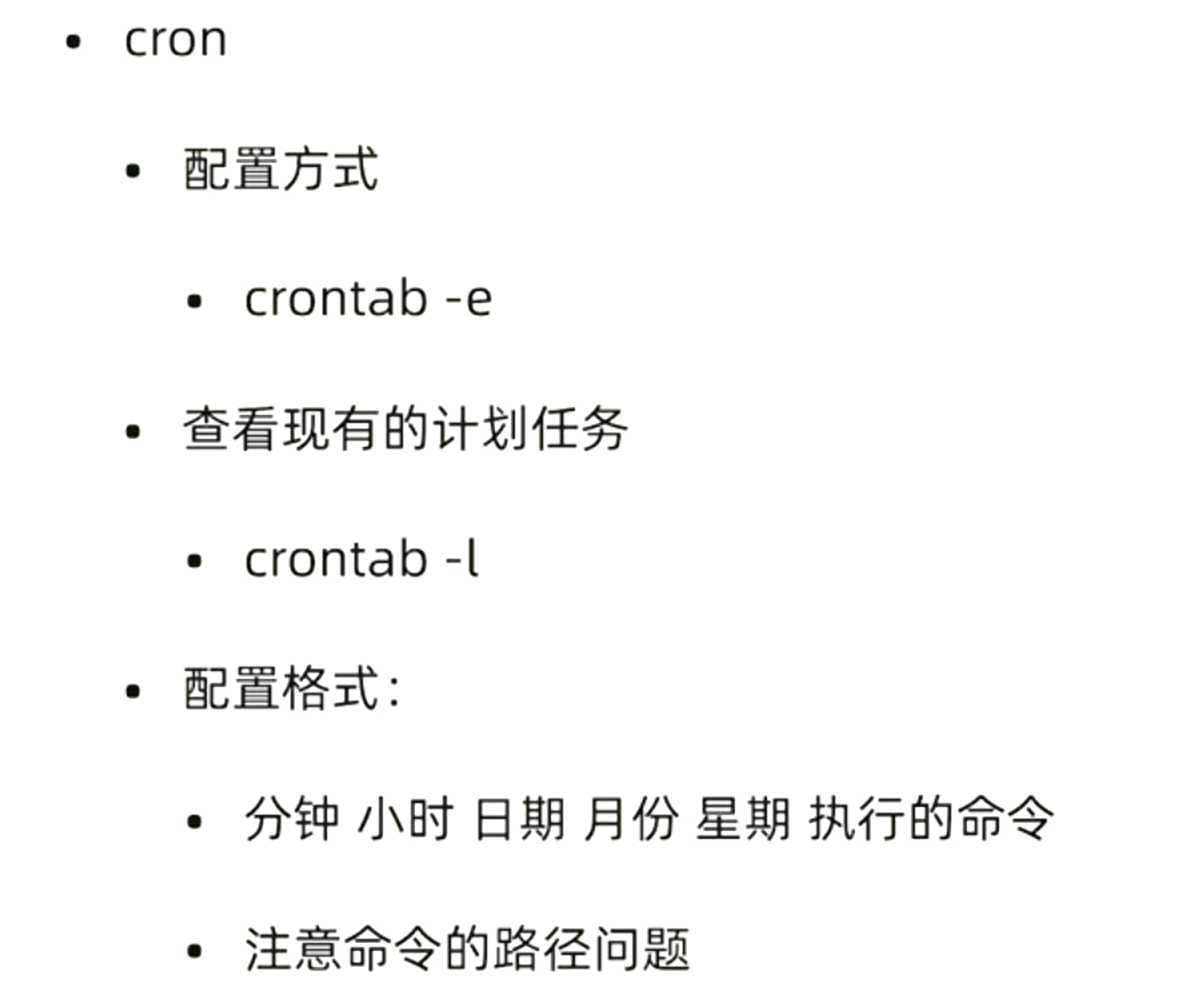 • cron
• 配置方式
• crontab -e
• 查看现有的计划任务
• crontab -l
• 配置格式：
• 分钟 小时 日期 月份 星期 执行的命令
• 注意命令的路径问题